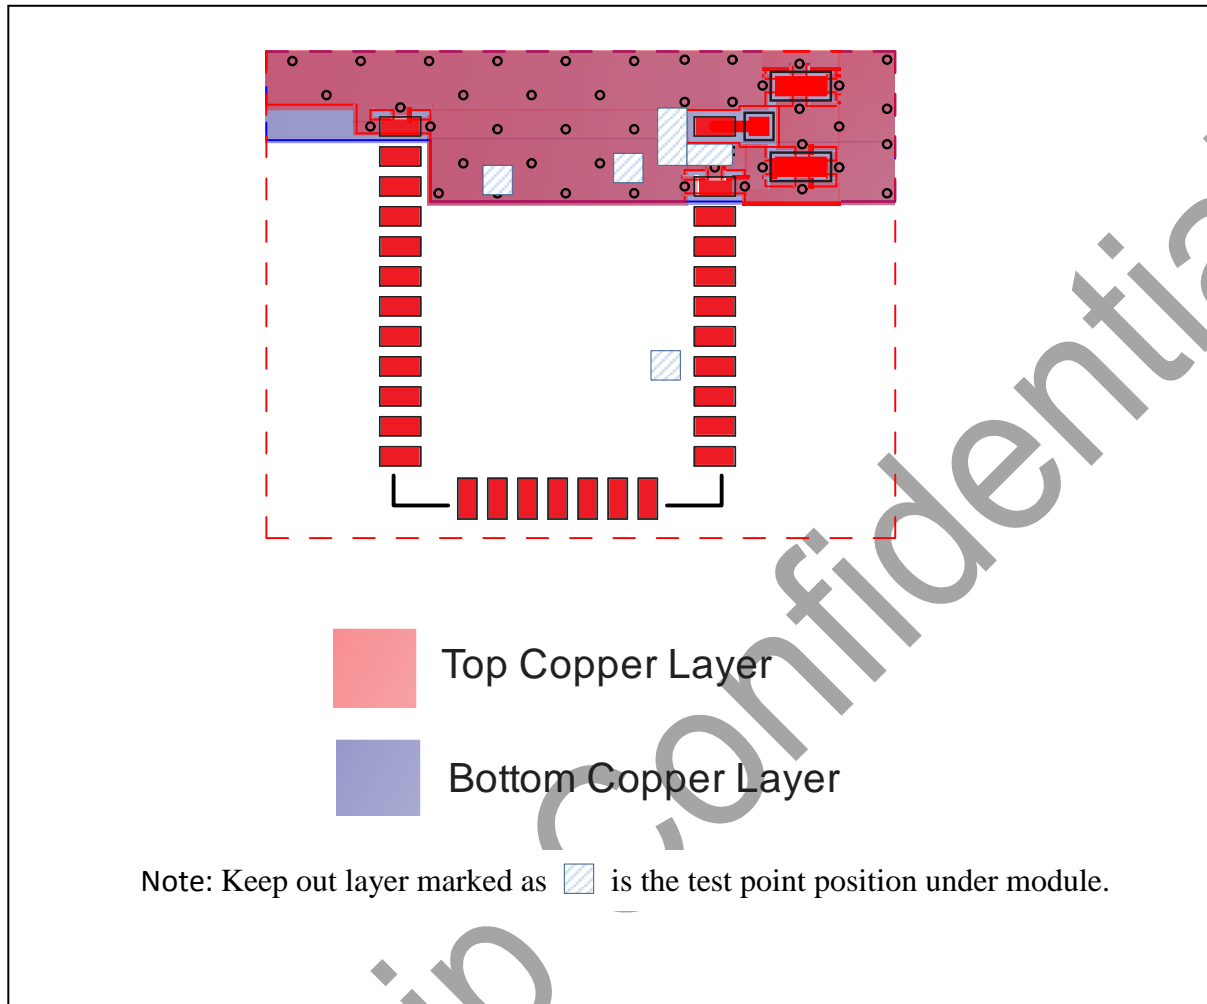 Top Copper Layer
Bottom Copper Layer
Note: Keep out layer marked as is the test point position under module.
Confidential